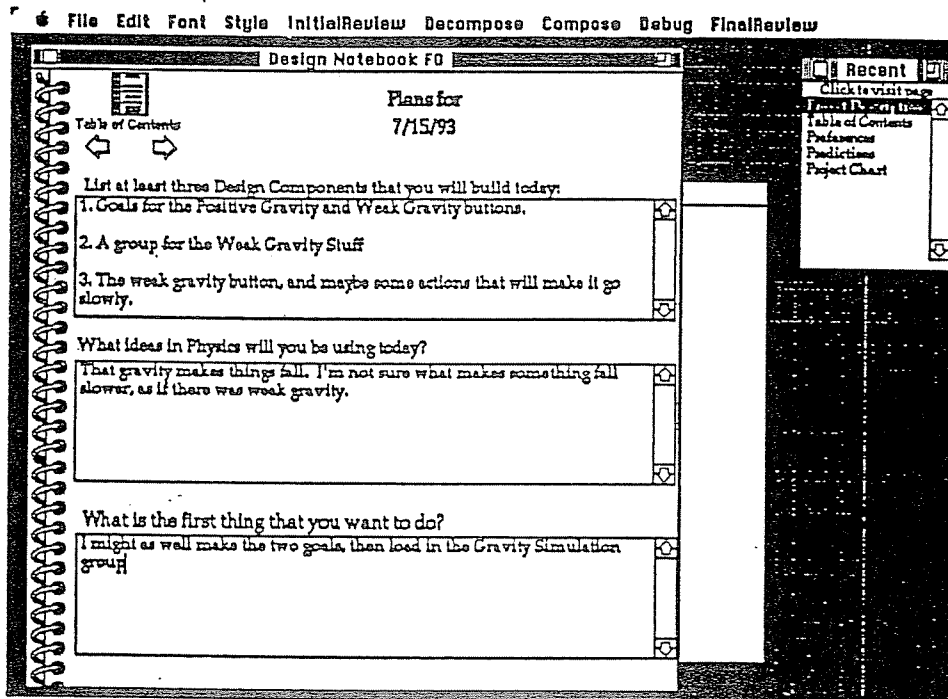 File Edit Font Style InitialReview Decompose Compose Debug FinalReview
Design Notebook FO
Recent
Click to visit page
Table of Contents
Preferences
Predictions
Project Chart
Table of Contents
Plans for
7/15/93
List at least three Design Components that you will build today:
1. Goals for the Positive Gravity and Weak Gravity buttons.
2. A group for the Weak Gravity Stuff
3. The weak gravity button, and maybe some actions that will make it go
slowly.
What ideas in Physics will you be using today?
That gravity makes things fall. I'm not sure what makes something fall
slower, as if there was weak gravity.
What is the first thing that you want to do?
I might as well make the two goals, then load in the Gravity Simulation
group